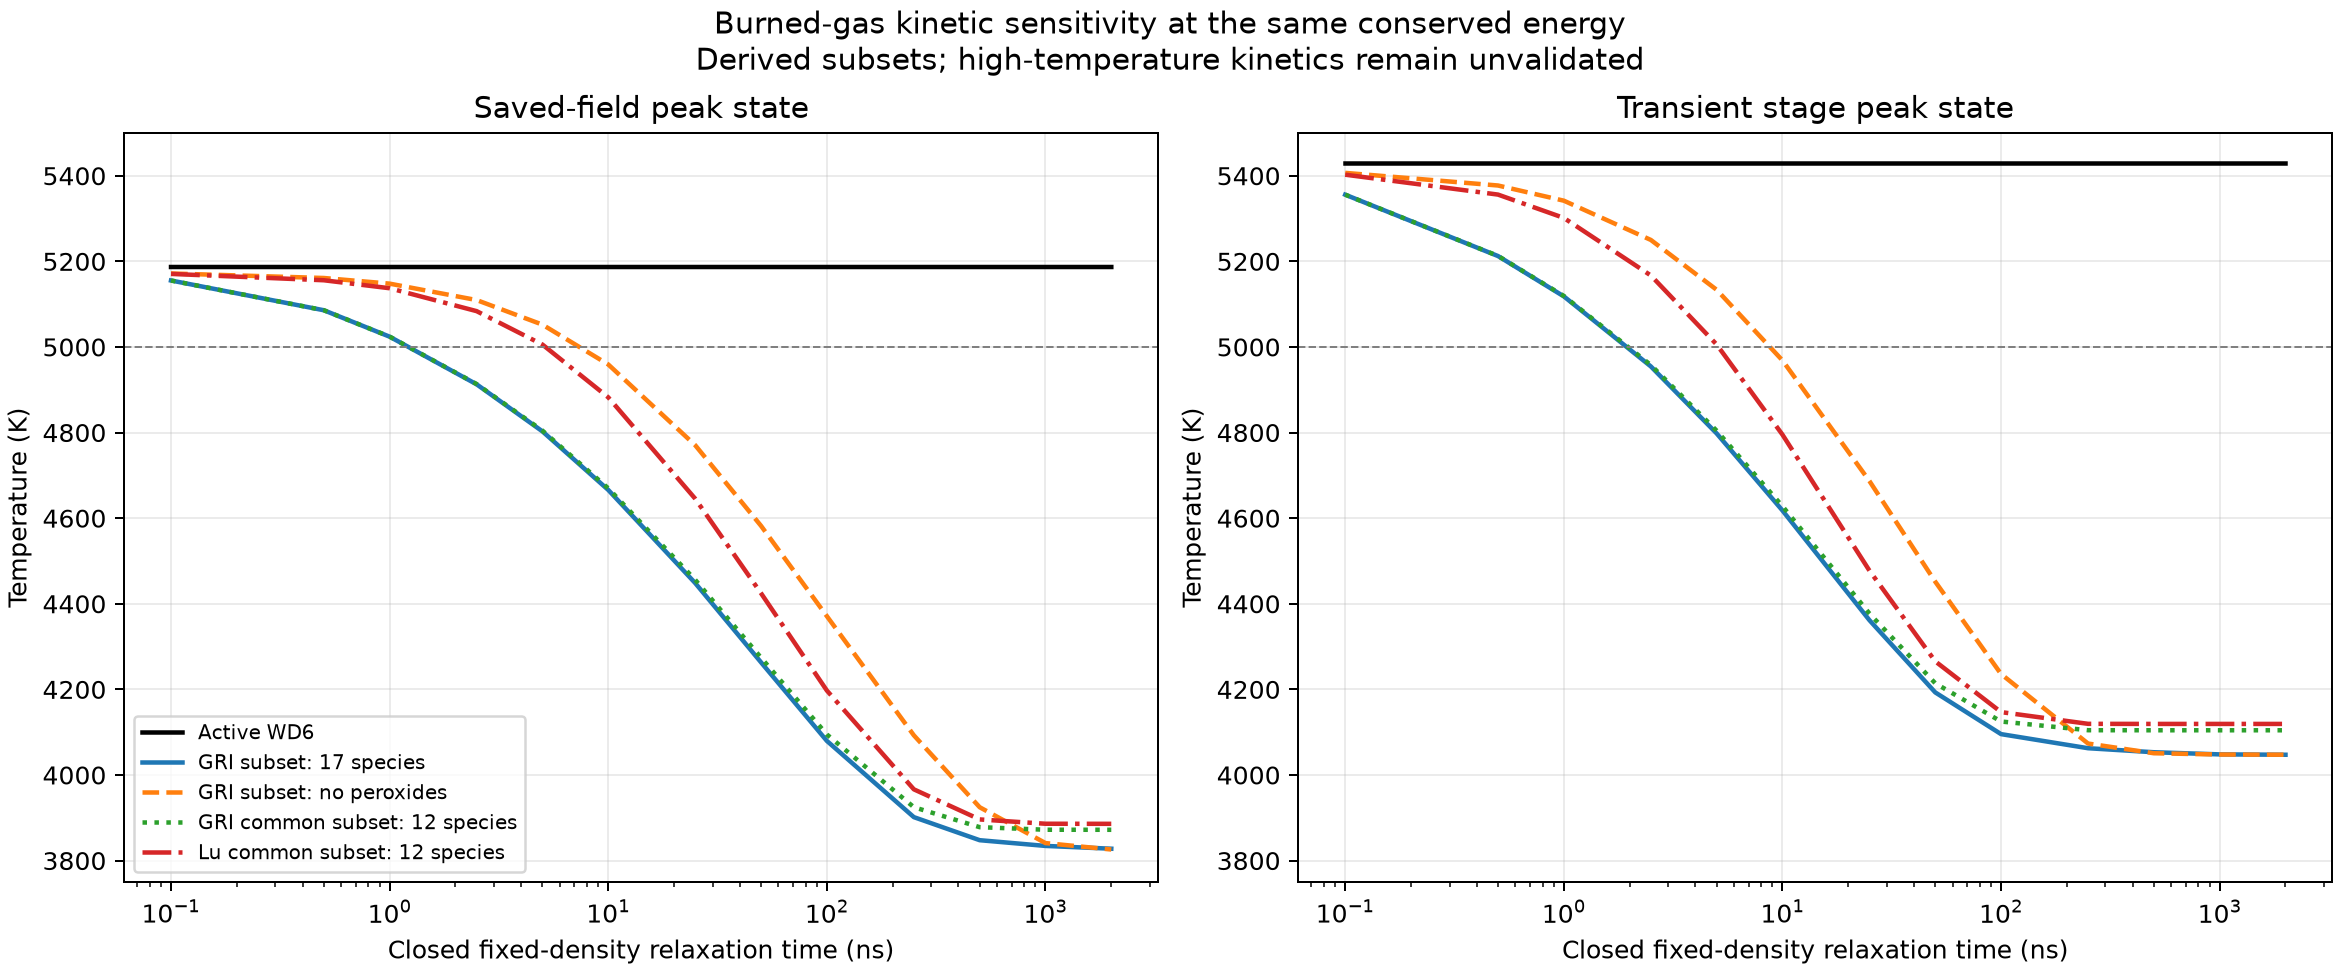 Burned-gas kinetic sensitivity at the same conserved energy
Derived subsets; high-temperature kinetics remain unvalidated
Saved-field peak state
Temperature (K)
5400
5200
5000
4800
4600
4400
4200
4000
3800
Active WD6
GRI subset: 17 species
GRI subset: no peroxides
GRI common subset: 12 species
Lu common subset: 12 species
10⁻¹ 10⁰ 10¹ 10² 10³
Closed fixed-density relaxation time (ns)
Transient stage peak state
Temperature (K)
5400
5200
5000
4800
4600
4400
4200
4000
3800
10⁻¹ 10⁰ 10¹ 10² 10³
Closed fixed-density relaxation time (ns)